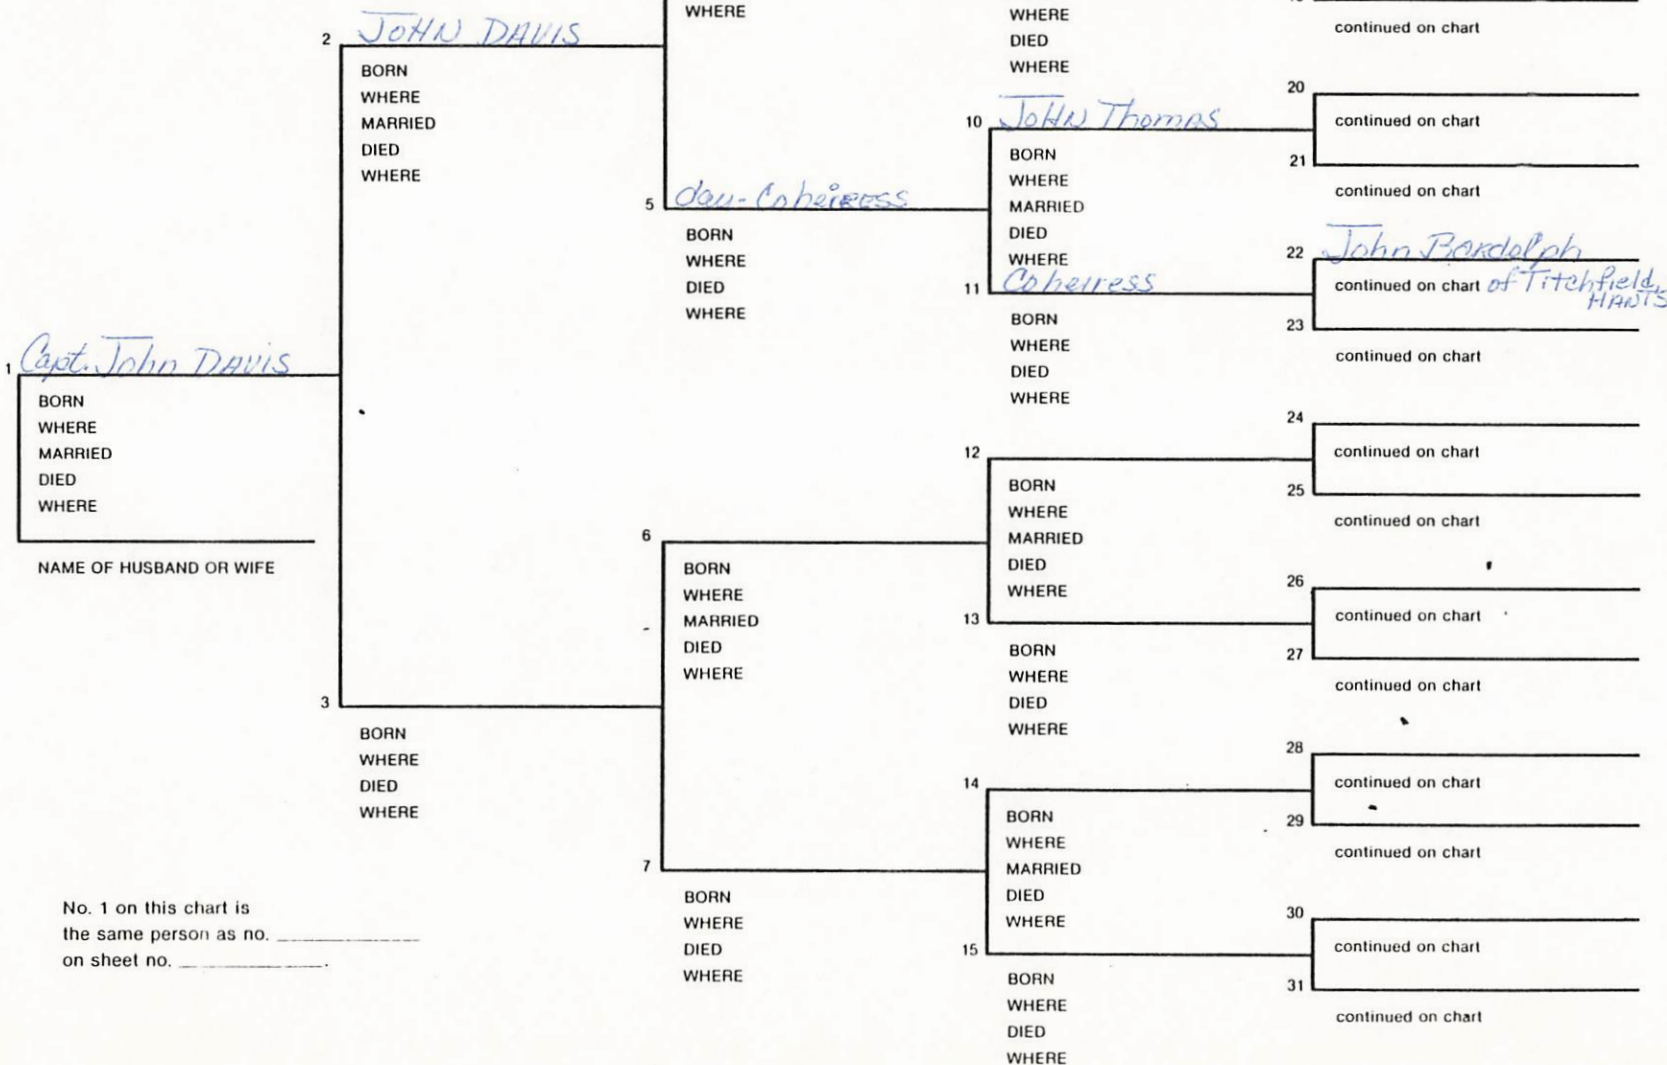 1 Capt. John DAVIS
BORN
WHERE
MARRIED
DIED
WHERE
NAME OF HUSBAND OR WIFE
No. 1 on this chart is
the same person as no. ____________
on sheet no. ____________.
2 JOHN DAVIS
BORN
WHERE
MARRIED
DIED
WHERE
3
BORN
WHERE
DIED
WHERE
WHERE
5 dau-Coheiress
BORN
WHERE
DIED
WHERE
6
BORN
WHERE
MARRIED
DIED
WHERE
7
BORN
WHERE
DIED
WHERE
WHERE
DIED
WHERE
10 JOHN Thomas
BORN
WHERE
MARRIED
DIED
WHERE
11 Coheiress
BORN
WHERE
DIED
WHERE
12
BORN
WHERE
MARRIED
DIED
WHERE
13
BORN
WHERE
DIED
WHERE
14
BORN
WHERE
MARRIED
DIED
WHERE
15
BORN
WHERE
DIED
WHERE
continued on chart
20
continued on chart
21
continued on chart
22 John Bardolph
continued on chart of Titchfield,
HANTS
23
continued on chart
24
continued on chart
25
continued on chart
26
continued on chart
27
continued on chart
28
continued on chart
29
continued on chart
30
continued on chart
31
continued on chart